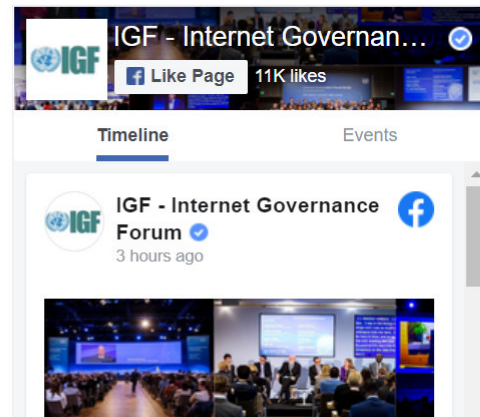 IGF
IGF - Internet Governan...
Like Page
11K likes
Timeline
Events
IGF
IGF - Internet Governance
Forum
3 hours ago